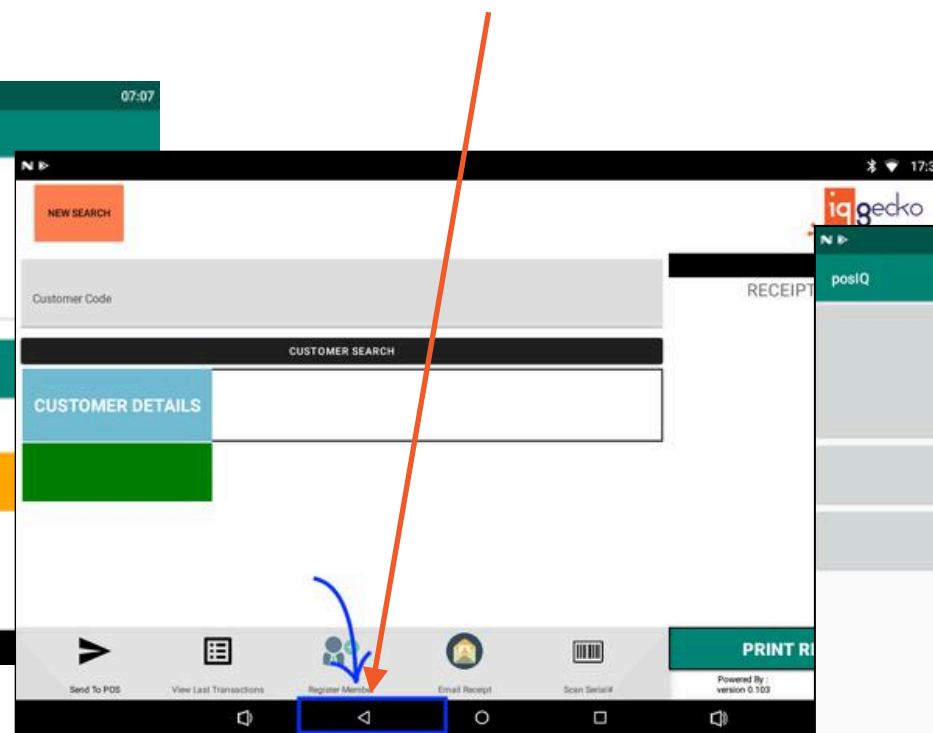 07:07
17:3
NEW SEARCH
iqgecko
posIQ
Customer Code
RECEIPT
CUSTOMER SEARCH
CUSTOMER DETAILS
PRINT
Send To POS
View Last Transactions
Register Member
Email Receipt
Scan Serial#
Powered By :
version 0.103